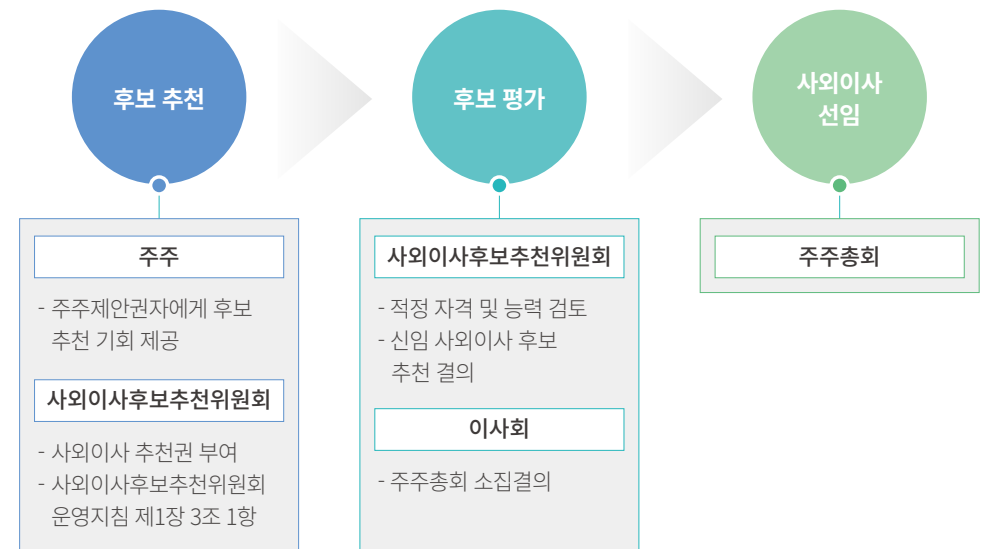 후보 추천
주주
- 주주제안권자에게 후보
추천 기회 제공
사외이사후보추천위원회
- 사외이사 추천권 부여
- 사외이사후보추천위원회
운영지침 제1장 3조 1항
후보 평가
사외이사후보추천위원회
- 적정 자격 및 능력 검토
- 신임 사외이사 후보
추천 결의
이사회
- 주주총회 소집결의
사외이사
선임
주주총회